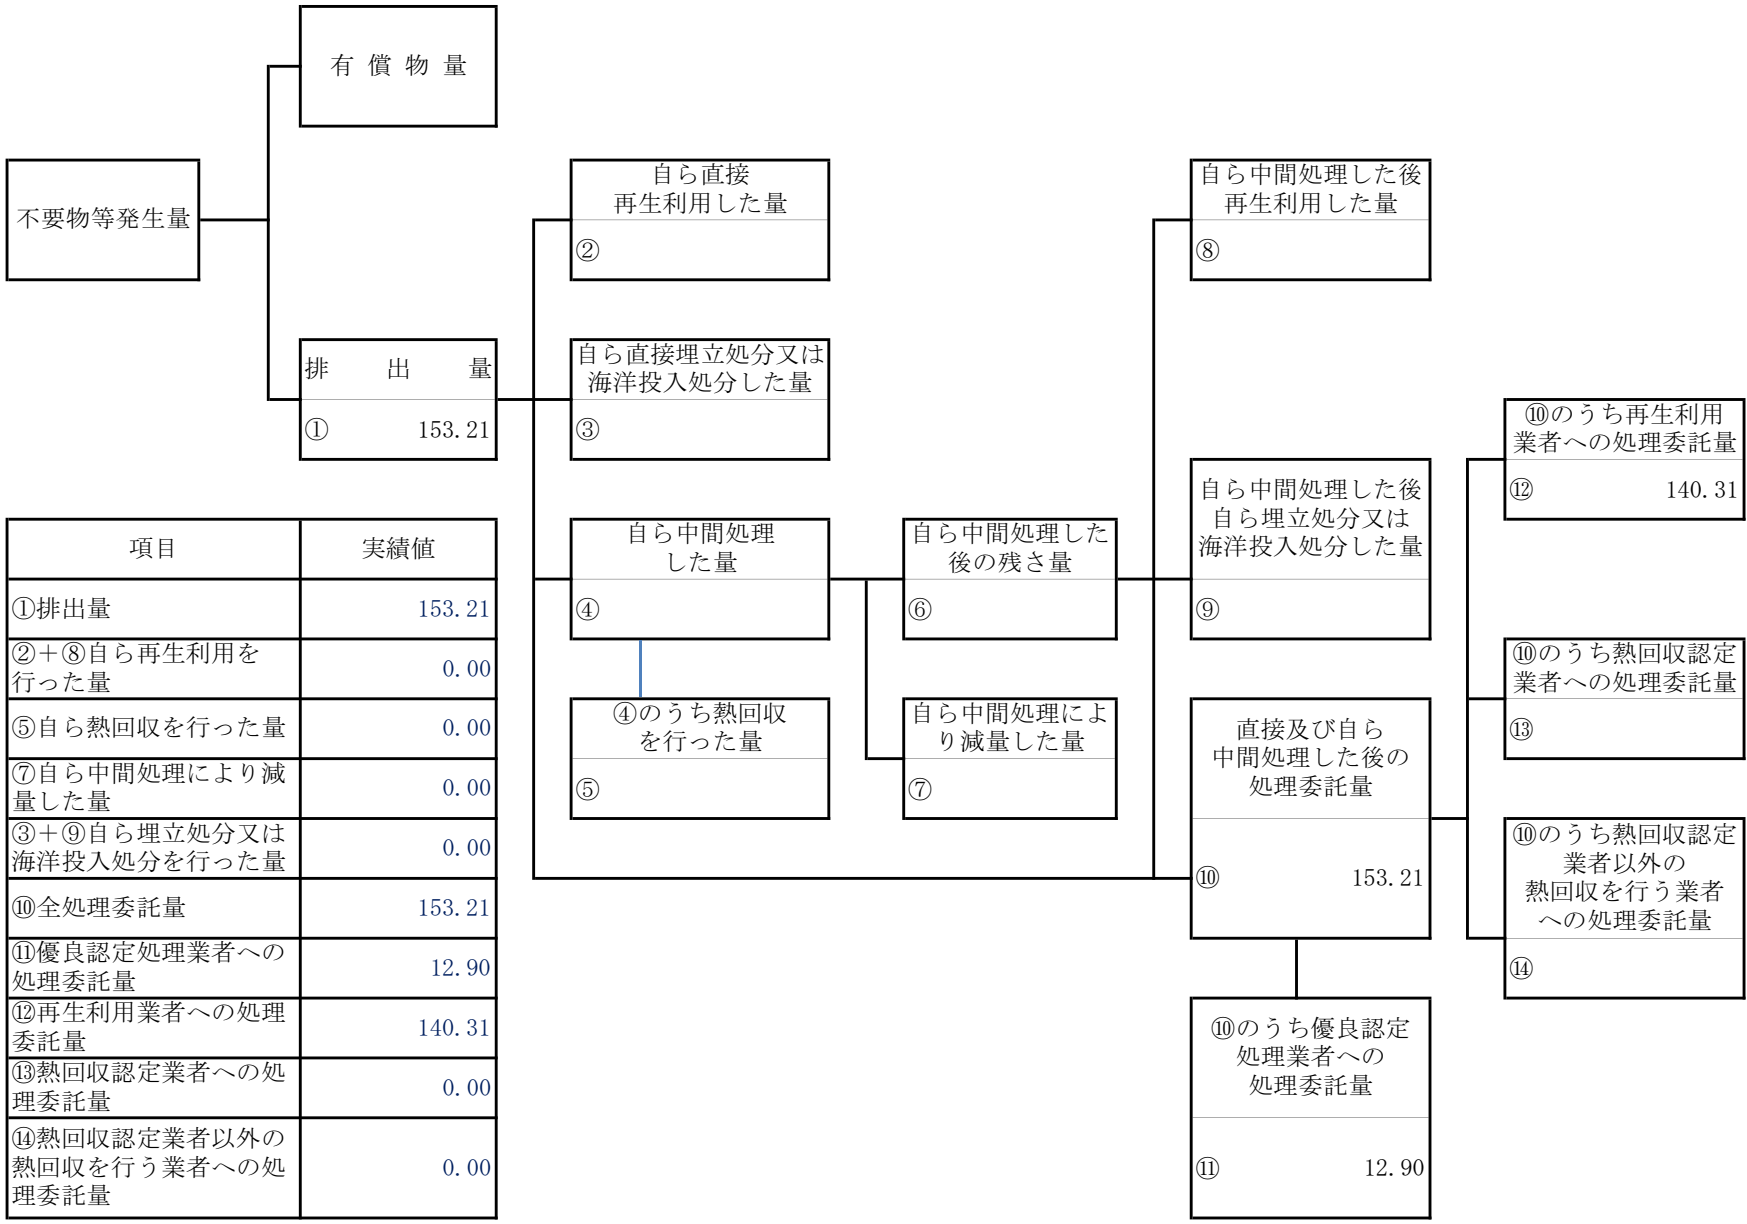 有償物量
不要物等発生量
排出量
① 153.21
自ら直接
再生利用した量
②
自ら直接埋立処分又は
海洋投入処分した量
③
自ら中間処理
した量
④
④のうち熱回収
を行った量
⑤
自ら中間処理した
後の残さ量
⑥
自ら中間処理によ
り減量した量
⑦
自ら中間処理した後
再生利用した量
⑧
自ら中間処理した後
自ら埋立処分又は
海洋投入処分した量
⑨
直接及び自ら
中間処理した後の
処理委託量
⑩ 153.21
⑩のうち優良認定
処理業者への
処理委託量
⑪ 12.90
⑩のうち再生利用
業者への処理委託量
⑫ 140.31
⑩のうち熱回収認定
業者への処理委託量
⑬
⑩のうち熱回収認定
業者以外の
熱回収を行う業者
への処理委託量
⑭
項目 実績値
①排出量 153.21
②＋⑧自ら再生利用を
行った量 0.00
⑤自ら熱回収を行った量 0.00
⑦自ら中間処理により減
量した量 0.00
③＋⑨自ら埋立処分又は
海洋投入処分を行った量 0.00
⑩全処理委託量 153.21
⑪優良認定処理業者への
処理委託量 12.90
⑫再生利用業者への処理
委託量 140.31
⑬熱回収認定業者への処
理委託量 0.00
⑭熱回収認定業者以外の
熱回収を行う業者への処 0.00
理委託量